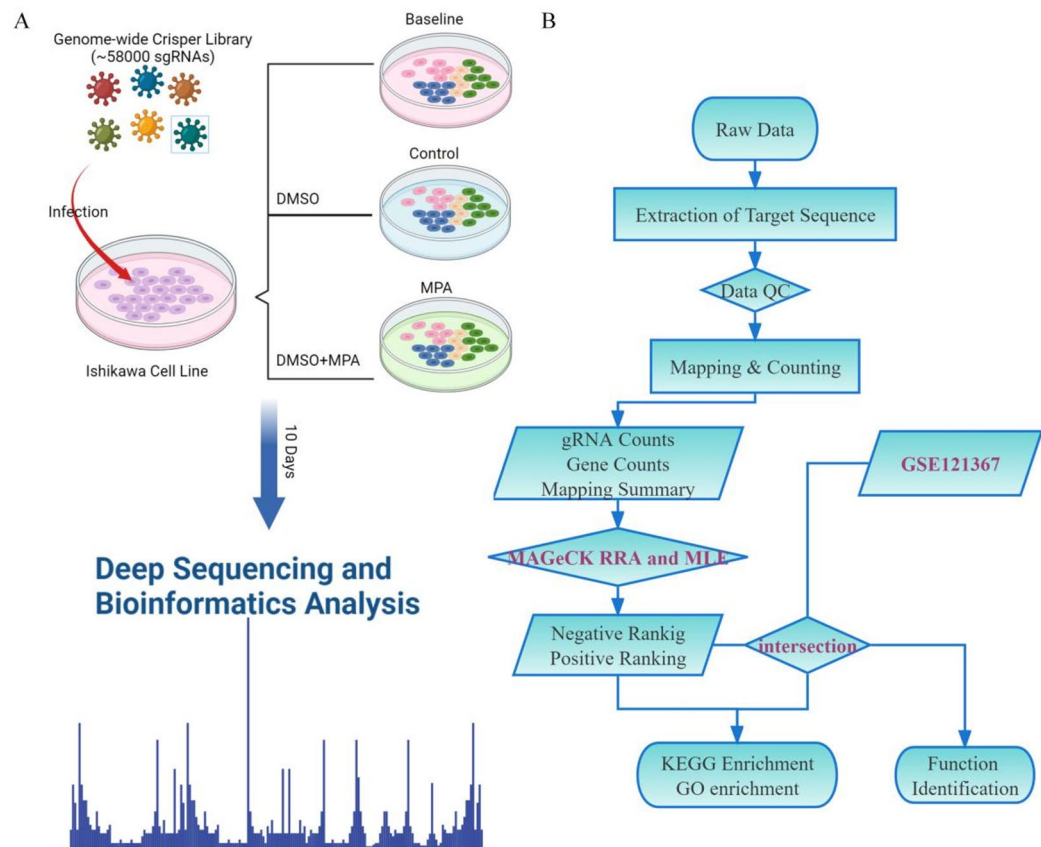 A
Genome-wide Crisper Library
(~58000 sgRNAs)
Infection
Ishikawa Cell Line
Baseline
DMSO
Control
MPA
DMSO+MPA
10 Days
Deep Sequencing and
Bioinformatics Analysis
B
Raw Data
Extraction of Target Sequence
Data QC
Mapping & Counting
gRNA Counts
Gene Counts
Mapping Summary
GSE121367
MAGeCK RRA and MLE
Negative Rankig
Positive Ranking
intersection
KEGG Enrichment
GO enrichment
Function
Identification